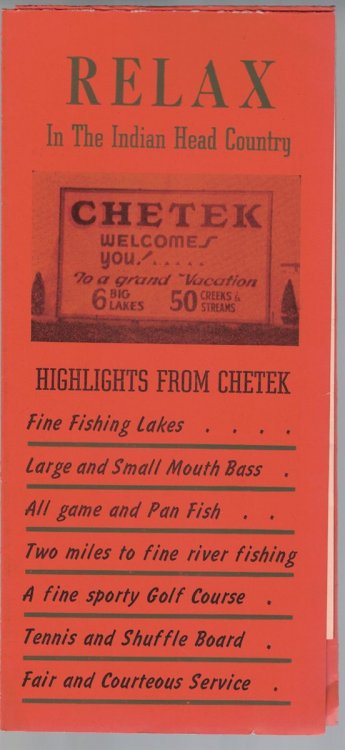 RELAX
In The Indian Head Country
CHETEK
WELCOMES
you! . . . . .
To a grand Vacation
6 BIG LAKES 50 CREEKS & STREAMS
HIGHLIGHTS FROM CHETEK
Fine Fishing Lakes . . . .
Large and Small Mouth Bass .
All game and Pan Fish . .
Two miles to fine river fishing
A fine sporty Golf Course .
Tennis and Shuffle Board .
Fair and Courteous Service .